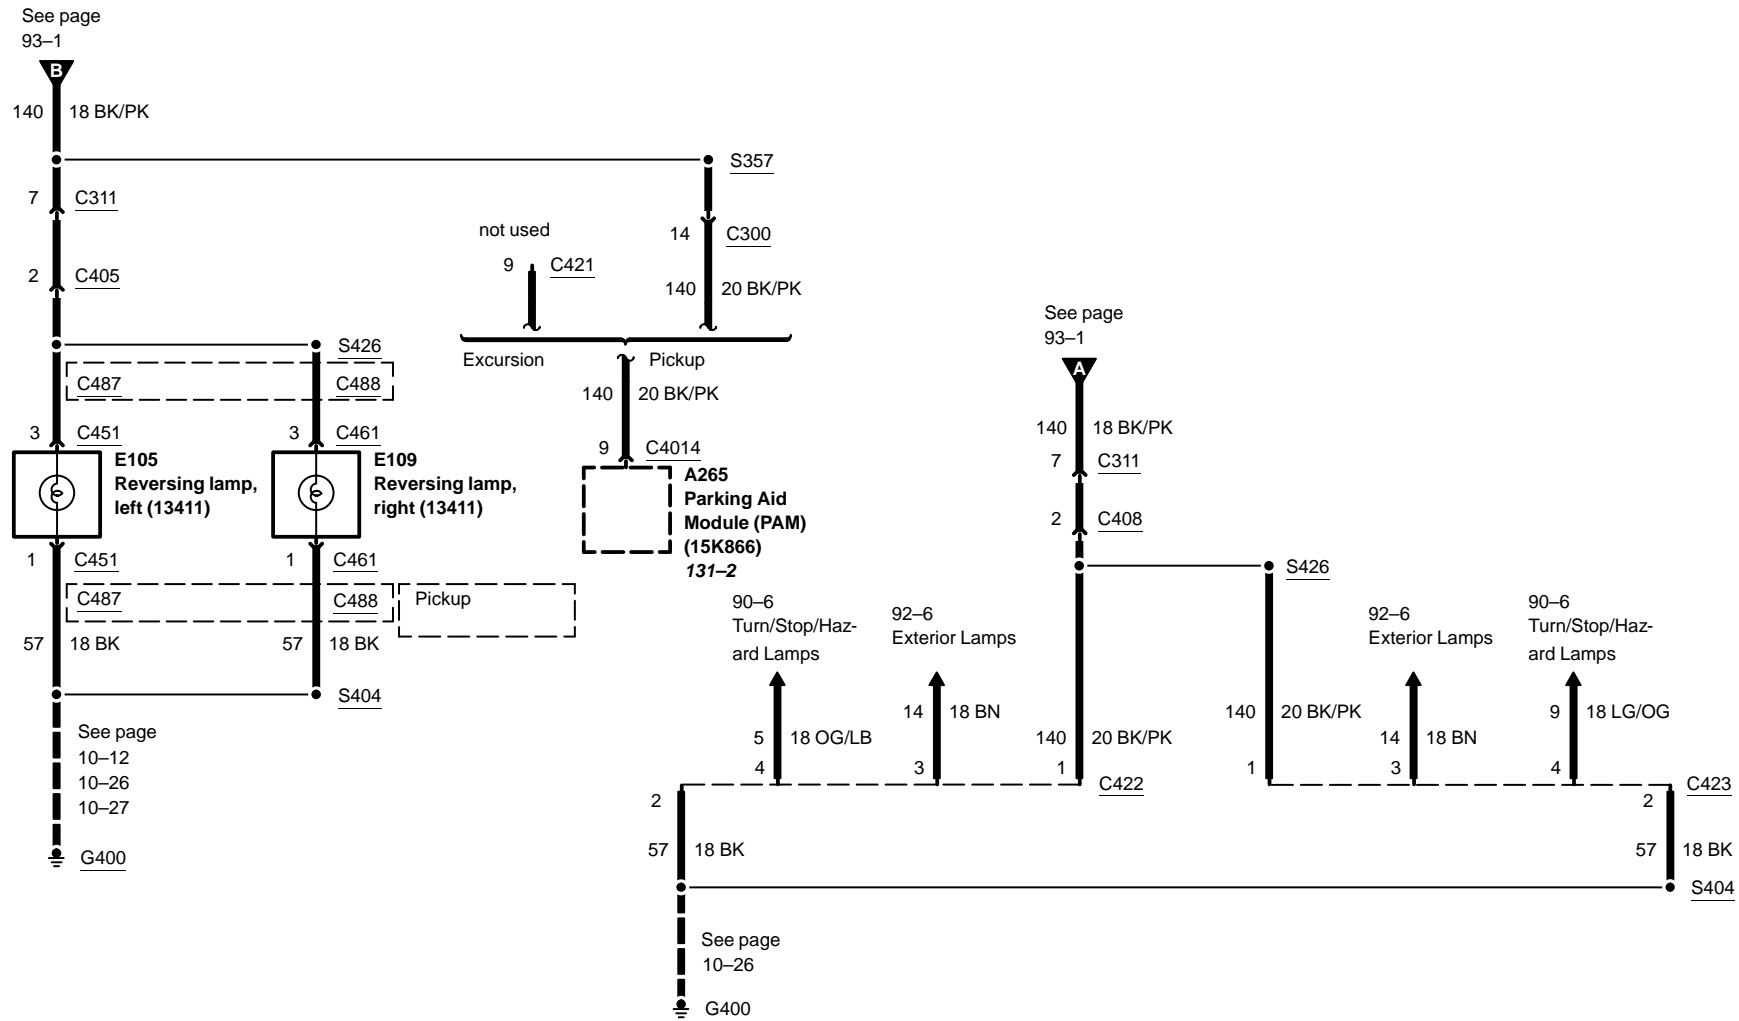 See page
93–1
B
140 18 BK/PK
S357
7 C311
not used
14 C300
9 C421
2 C405
140 20 BK/PK
See page
93–1
S426
Excursion Pickup
A
C487 C488
140 20 BK/PK
140 18 BK/PK
3 C451 3 C461
9 C4014
7 C311
E105
Reversing lamp,
left (13411)
E109
Reversing lamp,
right (13411)
A265
Parking Aid
Module (PAM)
(15K866)
131–2
2 C408
1 C451 1 C461
S426
C487 C488 Pickup
90–6
Turn/Stop/Haz-
ard Lamps
92–6
Exterior Lamps
92–6
Exterior Lamps
90–6
Turn/Stop/Haz-
ard Lamps
57 18 BK 57 18 BK
S404
14 18 BN
140 20 BK/PK
9 18 LG/OG
See page
10–12
10–26
10–27
5 18 OG/LB
140 20 BK/PK
14 18 BN
4 3 1 1 3 4
C422 C423
2 2
57 18 BK 57 18 BK
G400
S404
See page
10–26
G400